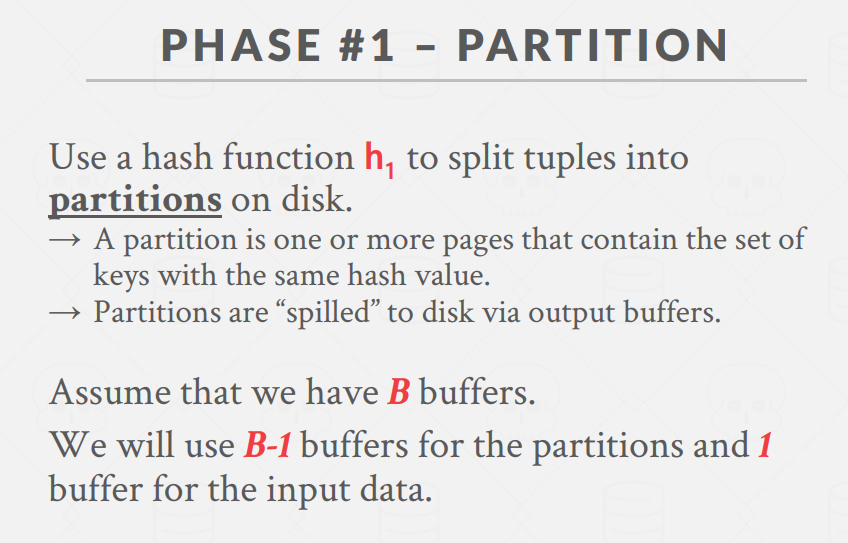 PHASE #1 – PARTITION
Use a hash function h₁ to split tuples into
partitions on disk.
→ A partition is one or more pages that contain the set of
keys with the same hash value.
→ Partitions are “spilled” to disk via output buffers.
Assume that we have B buffers.
We will use B-1 buffers for the partitions and 1
buffer for the input data.